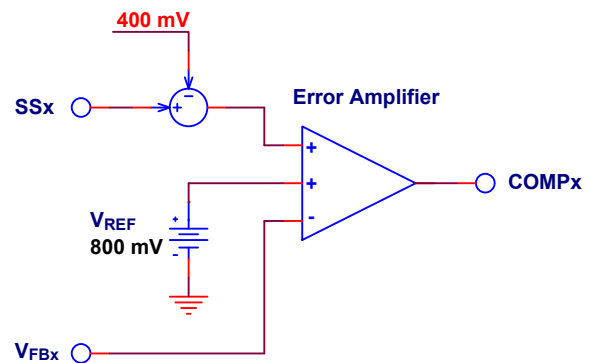 400 mV
−
SSx
+
Error Amplifier
+
+
-
COMPx
VREF
+
800 mV
-
VFBx